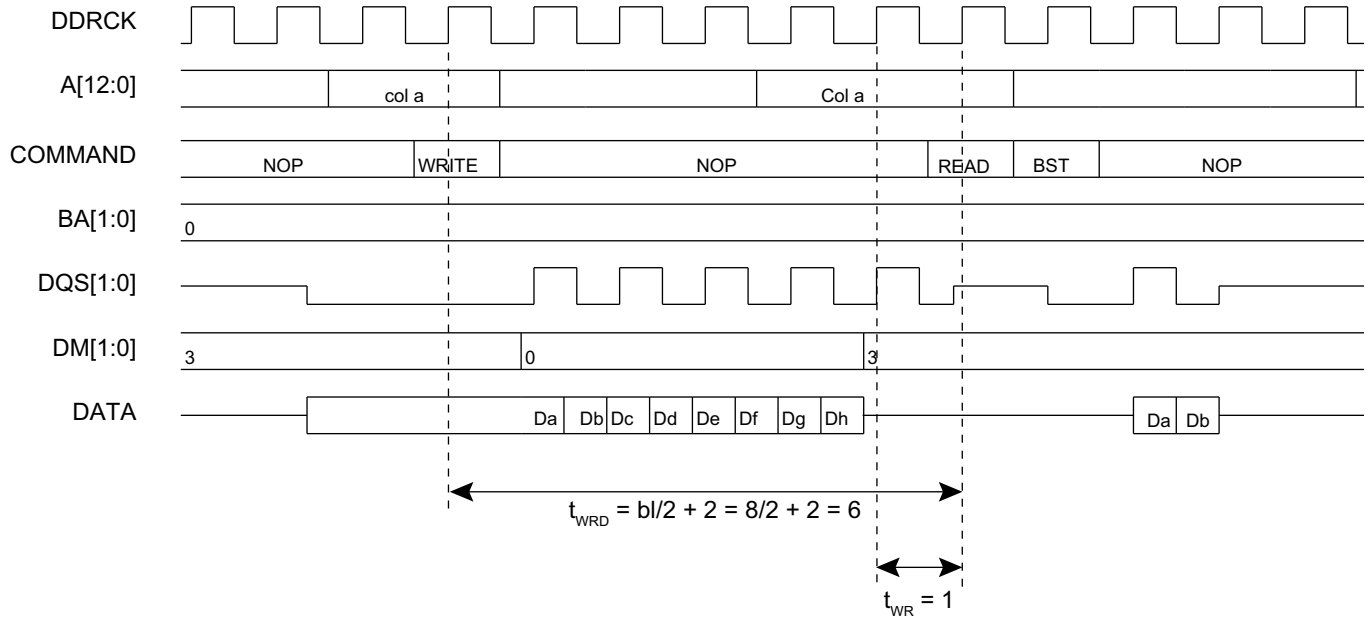 DDRCK
A[12:0] col a Col a
COMMAND NOP WRITE NOP READ BST NOP
BA[1:0] 0
DQS[1:0]
DM[1:0] 3 0 3
DATA Da Db Dc Dd De Df Dg Dh Da Db
tWRD = bl/2 + 2 = 8/2 + 2 = 6
tWR = 1